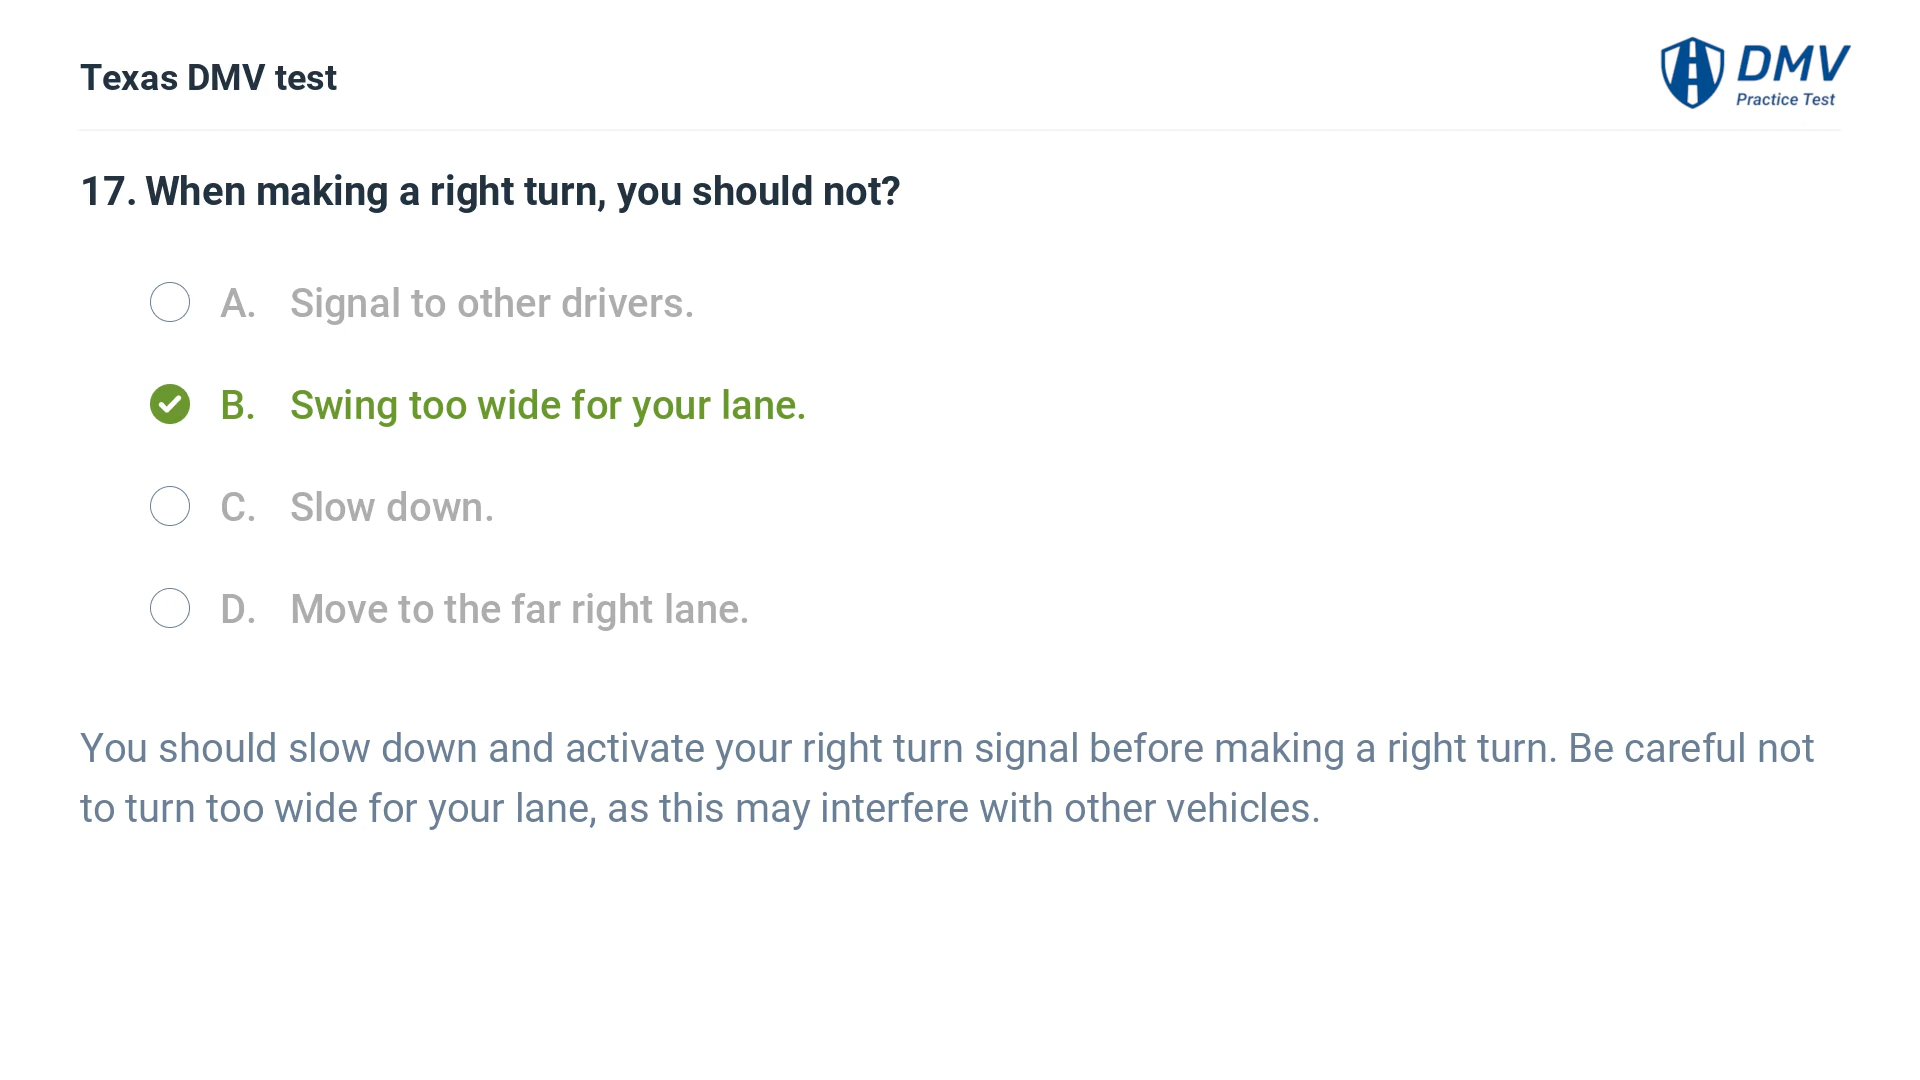 Texas DMV test
DMV
Practice Test
17. When making a right turn, you should not?
A. Signal to other drivers.
B. Swing too wide for your lane.
C. Slow down.
D. Move to the far right lane.
You should slow down and activate your right turn signal before making a right turn. Be careful not
to turn too wide for your lane, as this may interfere with other vehicles.